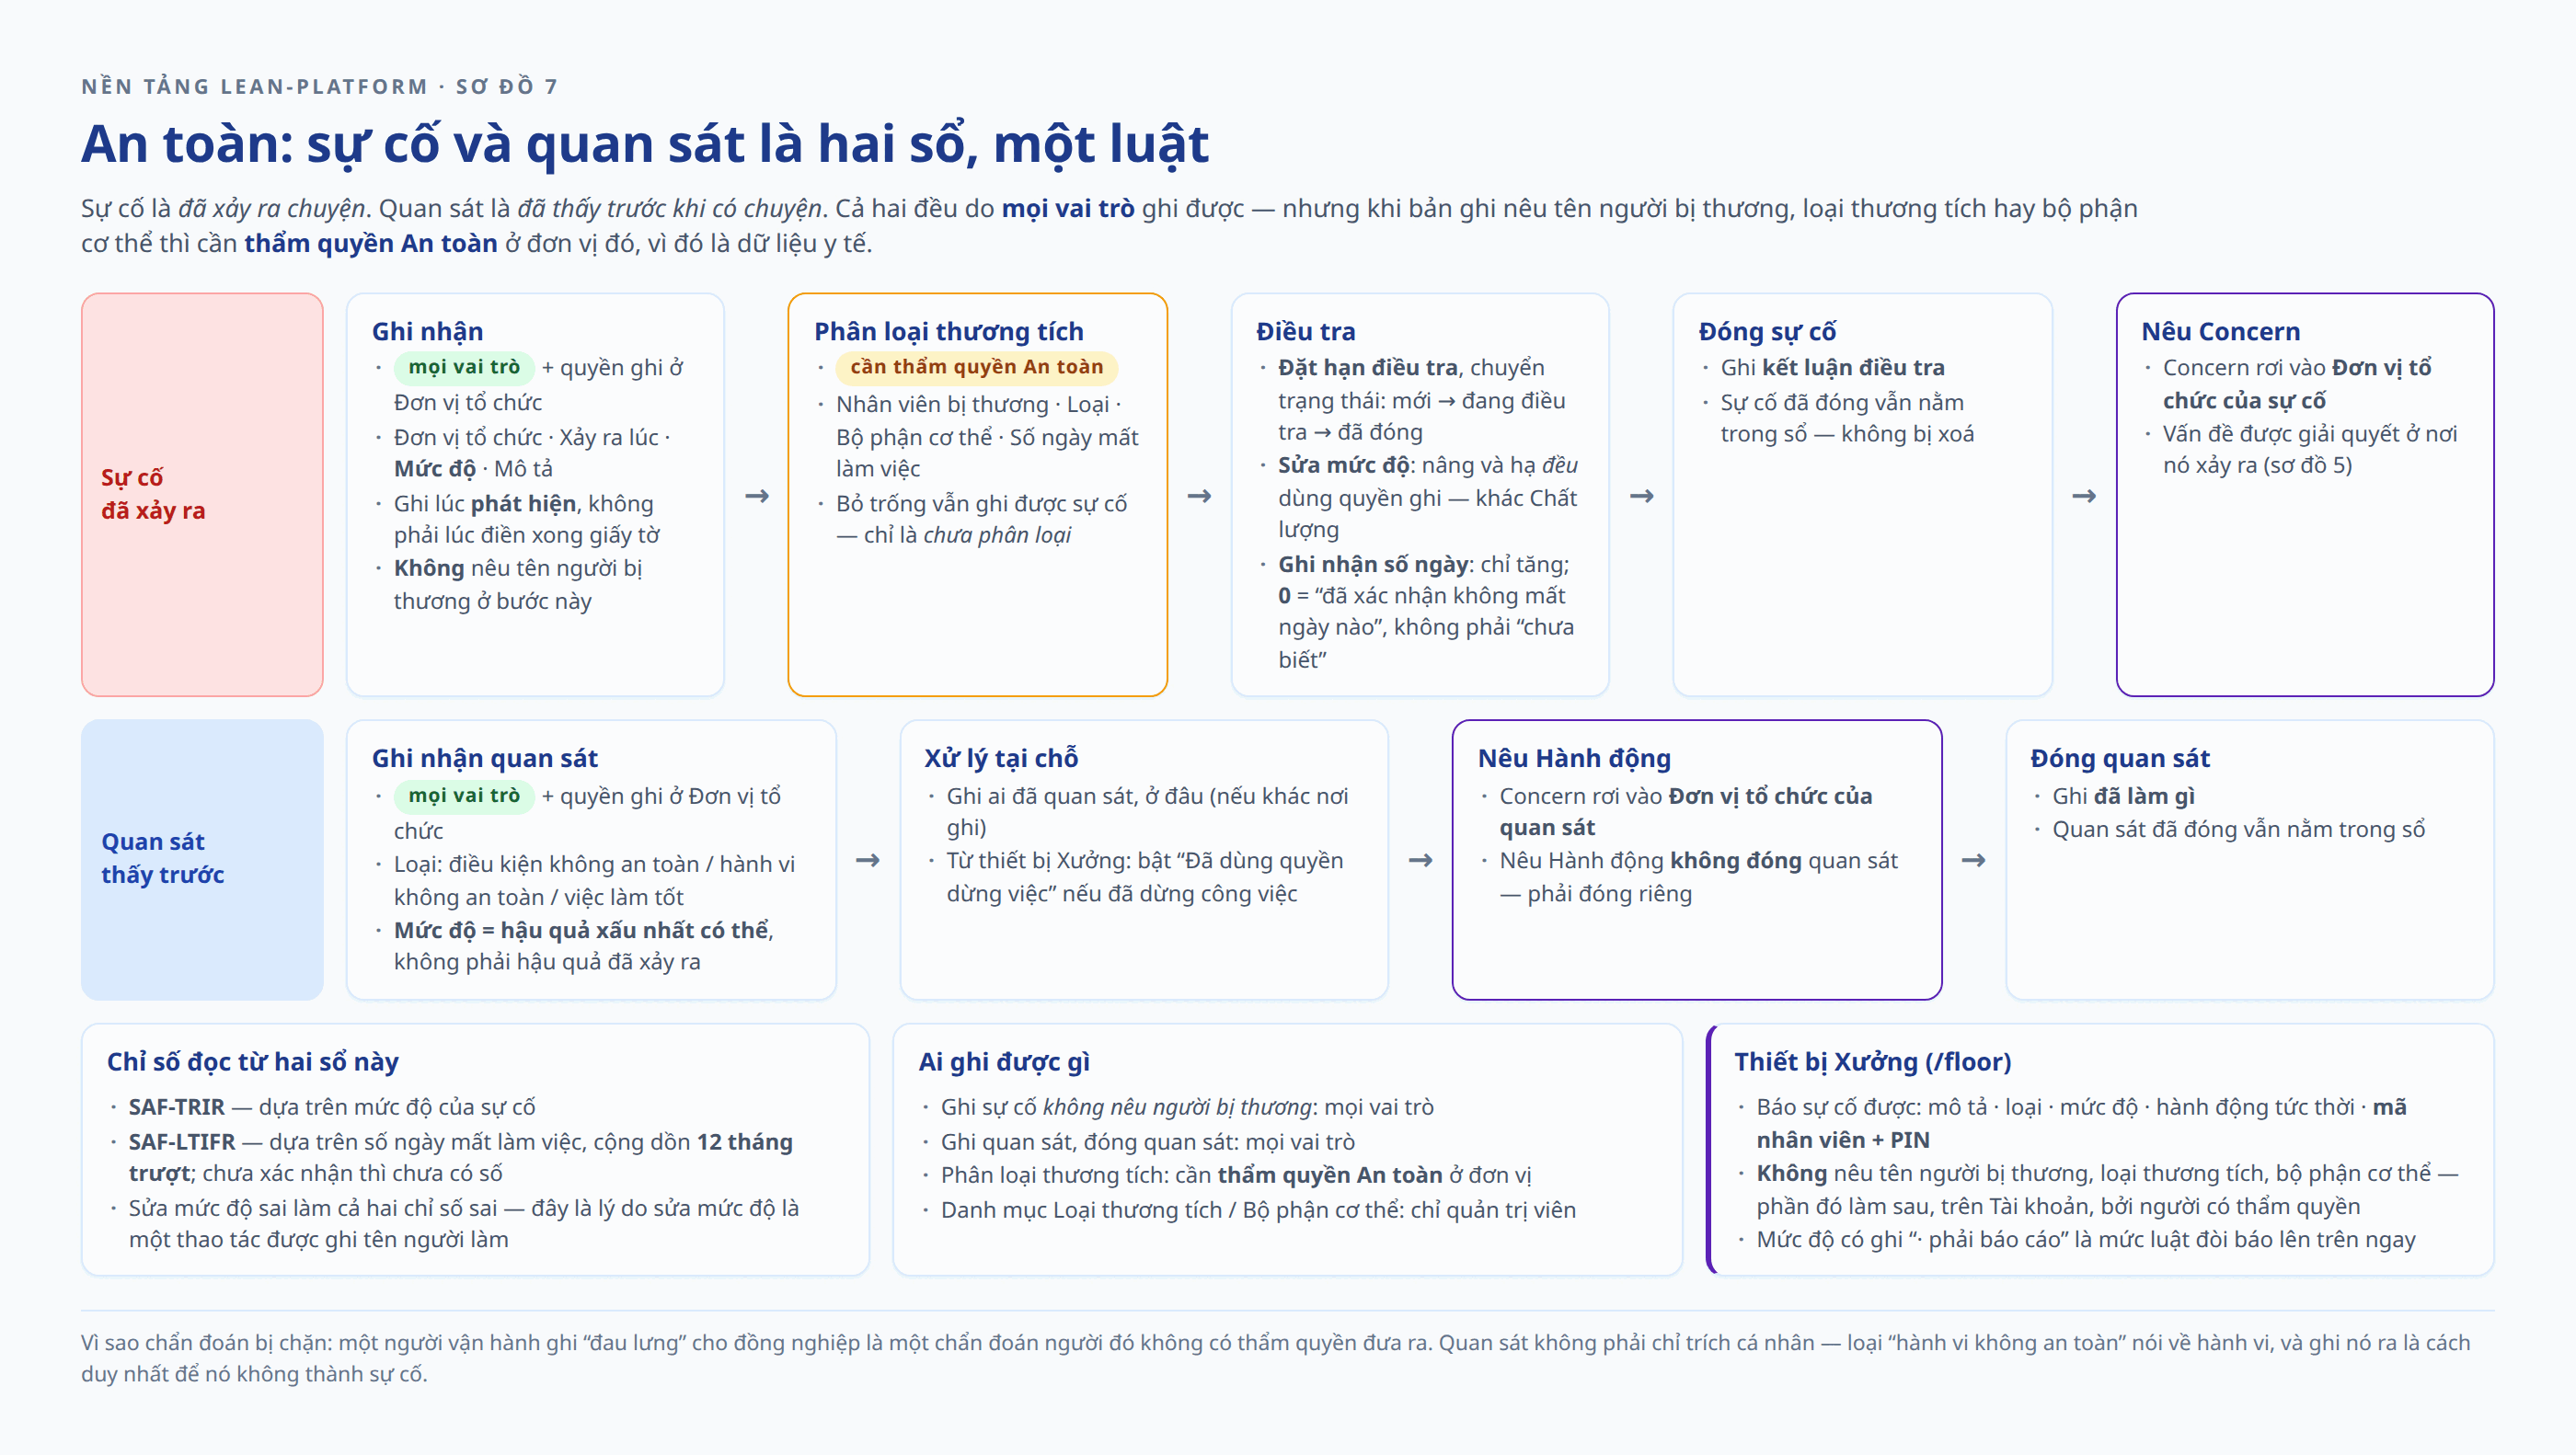 NỀN TẢNG LEAN-PLATFORM · SƠ ĐỒ 7
An toàn: sự cố và quan sát là hai sổ, một luật
Sự cố là đã xảy ra chuyện. Quan sát là đã thấy trước khi có chuyện. Cả hai đều do mọi vai trò ghi được — nhưng khi bản ghi nêu tên người bị thương, loại thương tích hay bộ phận
cơ thể thì cần thẩm quyền An toàn ở đơn vị đó, vì đó là dữ liệu y tế.
Sự cố
đã xảy ra
Ghi nhận
· mọi vai trò + quyền ghi ở
Đơn vị tổ chức
· Đơn vị tổ chức · Xảy ra lúc ·
Mức độ · Mô tả
· Ghi lúc phát hiện, không
phải lúc điền xong giấy tờ
· Không nêu tên người bị
thương ở bước này
→
Phân loại thương tích
· cần thẩm quyền An toàn
· Nhân viên bị thương · Loại ·
Bộ phận cơ thể · Số ngày mất
làm việc
· Bỏ trống vẫn ghi được sự cố
— chỉ là chưa phân loại
→
Điều tra
· Đặt hạn điều tra, chuyển
trạng thái: mới → đang điều
tra → đã đóng
· Sửa mức độ: nâng và hạ đều
dùng quyền ghi — khác Chất
lượng
· Ghi nhận số ngày: chỉ tăng;
0 = “đã xác nhận không mất
ngày nào”, không phải “chưa
biết”
→
Đóng sự cố
· Ghi kết luận điều tra
· Sự cố đã đóng vẫn nằm
trong sổ — không bị xoá
→
Nêu Concern
· Concern rơi vào Đơn vị tổ
chức của sự cố
· Vấn đề được giải quyết ở nơi
nó xảy ra (sơ đồ 5)
Quan sát
thấy trước
Ghi nhận quan sát
· mọi vai trò + quyền ghi ở Đơn vị tổ
chức
· Loại: điều kiện không an toàn / hành vi
không an toàn / việc làm tốt
· Mức độ = hậu quả xấu nhất có thể,
không phải hậu quả đã xảy ra
→
Xử lý tại chỗ
· Ghi ai đã quan sát, ở đâu (nếu khác nơi
ghi)
· Từ thiết bị Xưởng: bật “Đã dùng quyền
dừng việc” nếu đã dừng công việc
→
Nêu Hành động
· Concern rơi vào Đơn vị tổ chức của
quan sát
· Nêu Hành động không đóng quan sát
— phải đóng riêng
→
Đóng quan sát
· Ghi đã làm gì
· Quan sát đã đóng vẫn nằm trong sổ
Chỉ số đọc từ hai sổ này
· SAF-TRIR — dựa trên mức độ của sự cố
· SAF-LTIFR — dựa trên số ngày mất làm việc, cộng dồn 12 tháng
trượt; chưa xác nhận thì chưa có số
· Sửa mức độ sai làm cả hai chỉ số sai — đây là lý do sửa mức độ là
một thao tác được ghi tên người làm
Ai ghi được gì
· Ghi sự cố không nêu người bị thương: mọi vai trò
· Ghi quan sát, đóng quan sát: mọi vai trò
· Phân loại thương tích: cần thẩm quyền An toàn ở đơn vị
· Danh mục Loại thương tích / Bộ phận cơ thể: chỉ quản trị viên
Thiết bị Xưởng (/floor)
· Báo sự cố được: mô tả · loại · mức độ · hành động tức thời · mã
nhân viên + PIN
· Không nêu tên người bị thương, loại thương tích, bộ phận cơ thể —
phần đó làm sau, trên Tài khoản, bởi người có thẩm quyền
· Mức độ có ghi “· phải báo cáo” là mức luật đòi báo lên trên ngay
Vì sao chẩn đoán bị chặn: một người vận hành ghi “đau lưng” cho đồng nghiệp là một chẩn đoán người đó không có thẩm quyền đưa ra. Quan sát không phải chỉ trích cá nhân — loại “hành vi không an toàn” nói về hành vi, và ghi nó ra là cách
duy nhất để nó không thành sự cố.